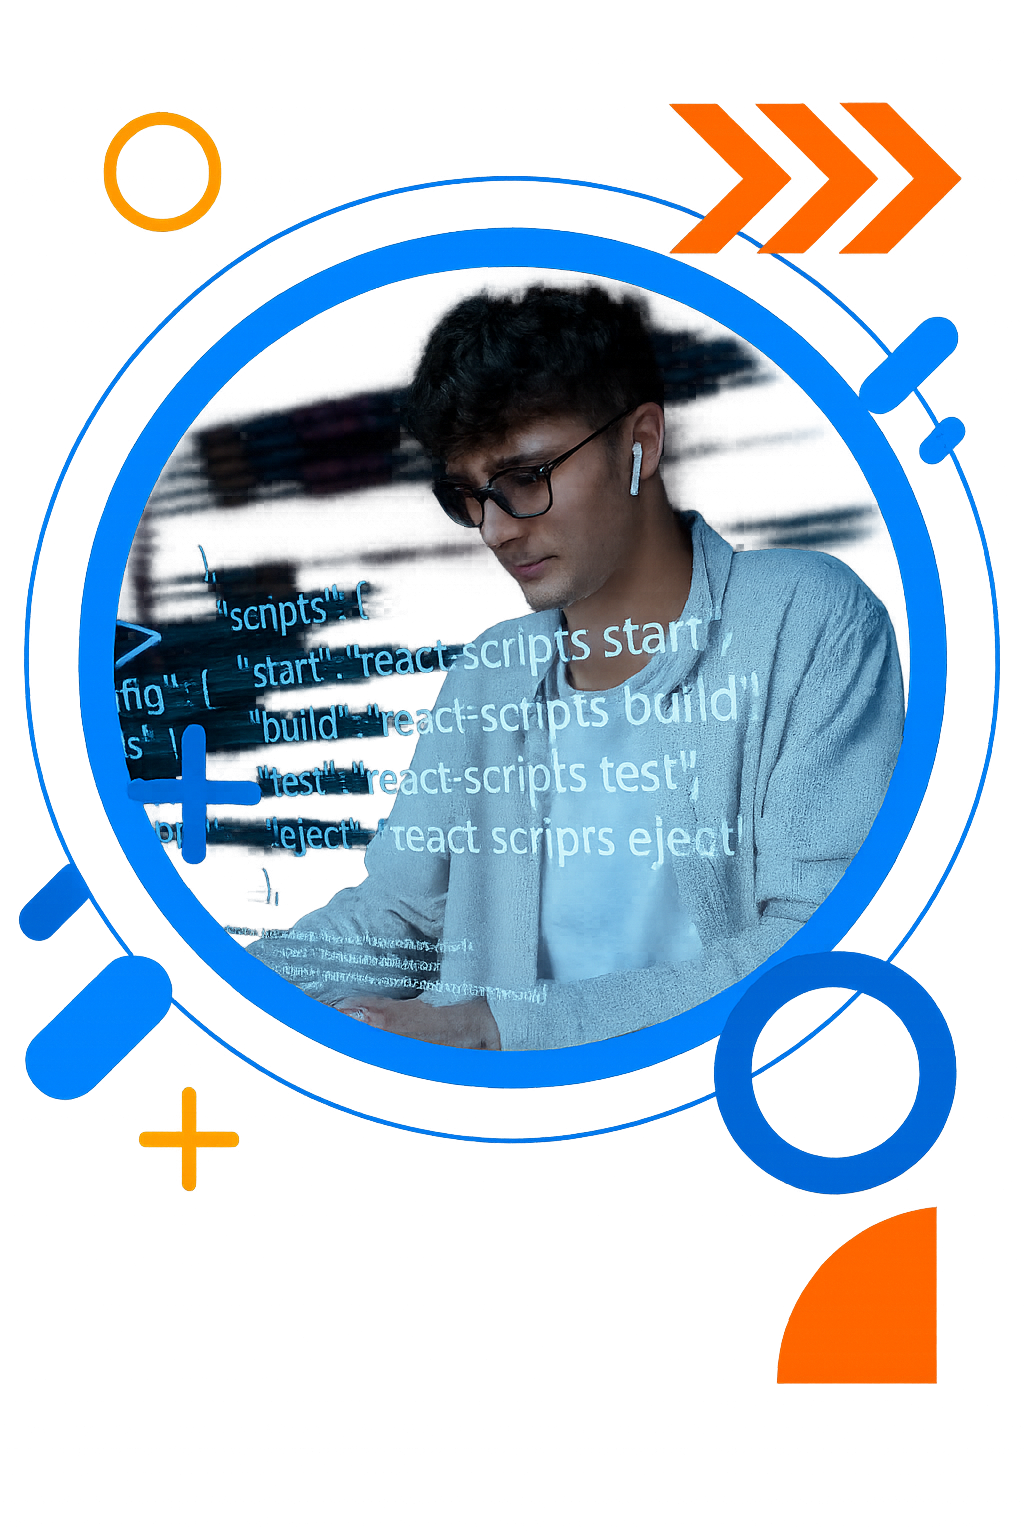 "scripts": {
>
"start": "react-scripts start",
fig": {
"build": "react-scripts build"
s"
"test": "react-scripts test",
"eject" "react scriprs eject"
},